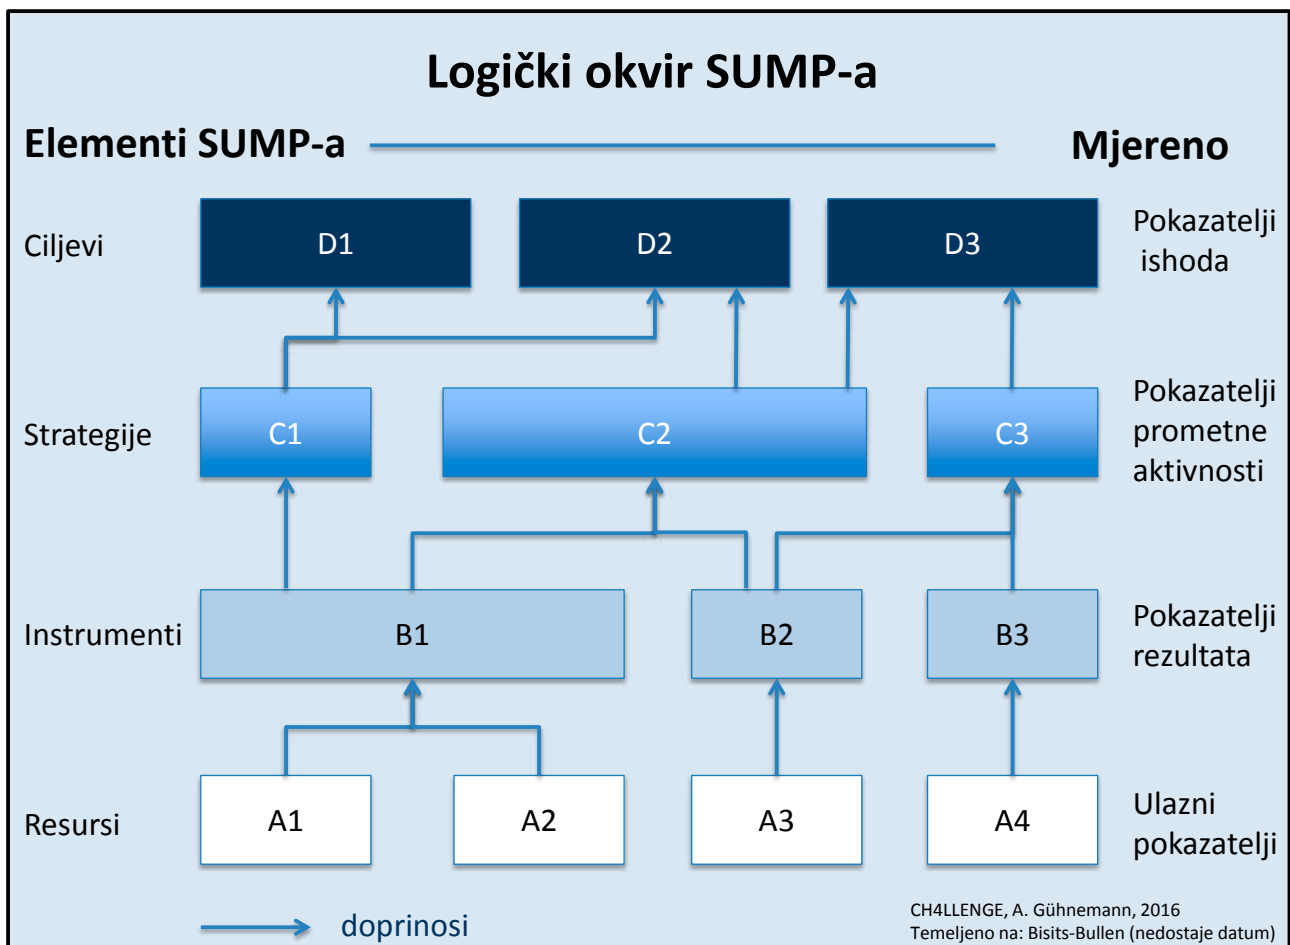 Logički okvir SUMP-a
Elementi SUMP-a
Mjereno
Ciljevi
D1
D2
D3
Pokazatelji
ishoda
Strategije
C1
C2
C3
Pokazatelji
prometne
aktivnosti
Instrumenti
B1
B2
B3
Pokazatelji
rezultata
Resursi
A1
A2
A3
A4
Ulazni
pokazatelji
doprinosi
CH4LLENGE, A. Gühnemann, 2016
Temeljeno na: Bisits-Bullen (nedostaje datum)